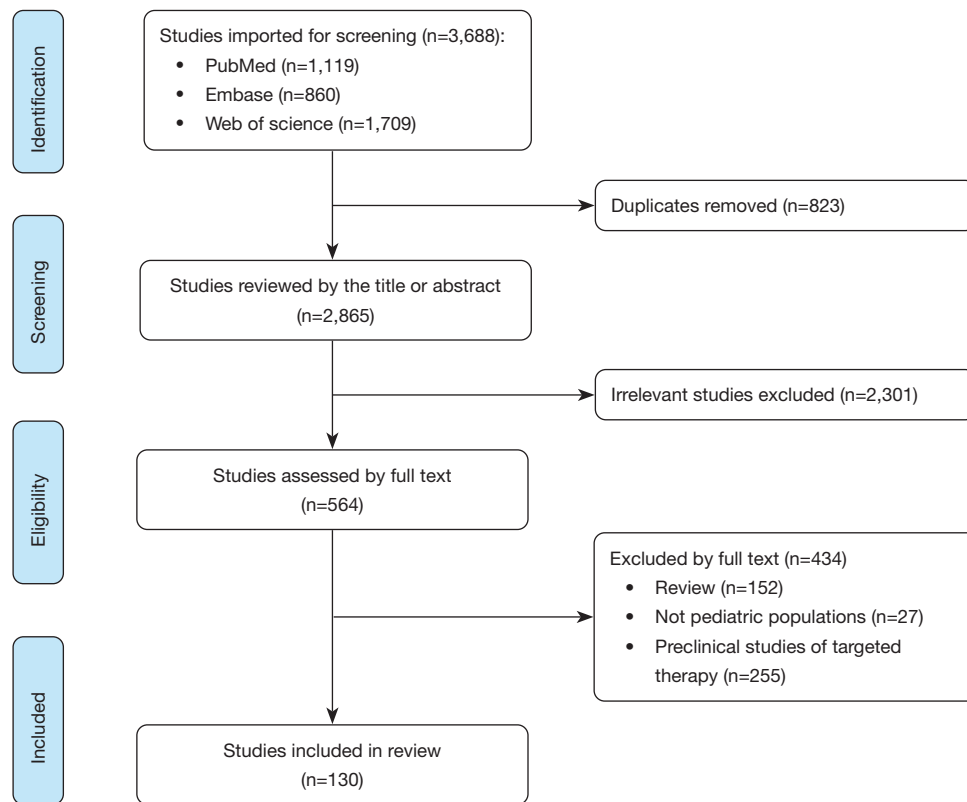 Identification
Studies imported for screening (n=3,688):
• PubMed (n=1,119)
• Embase (n=860)
• Web of science (n=1,709)
Duplicates removed (n=823)
Screening
Studies reviewed by the title or abstract
(n=2,865)
Irrelevant studies excluded (n=2,301)
Eligibility
Studies assessed by full text
(n=564)
Excluded by full text (n=434)
• Review (n=152)
• Not pediatric populations (n=27)
• Preclinical studies of targeted
therapy (n=255)
Included
Studies included in review
(n=130)